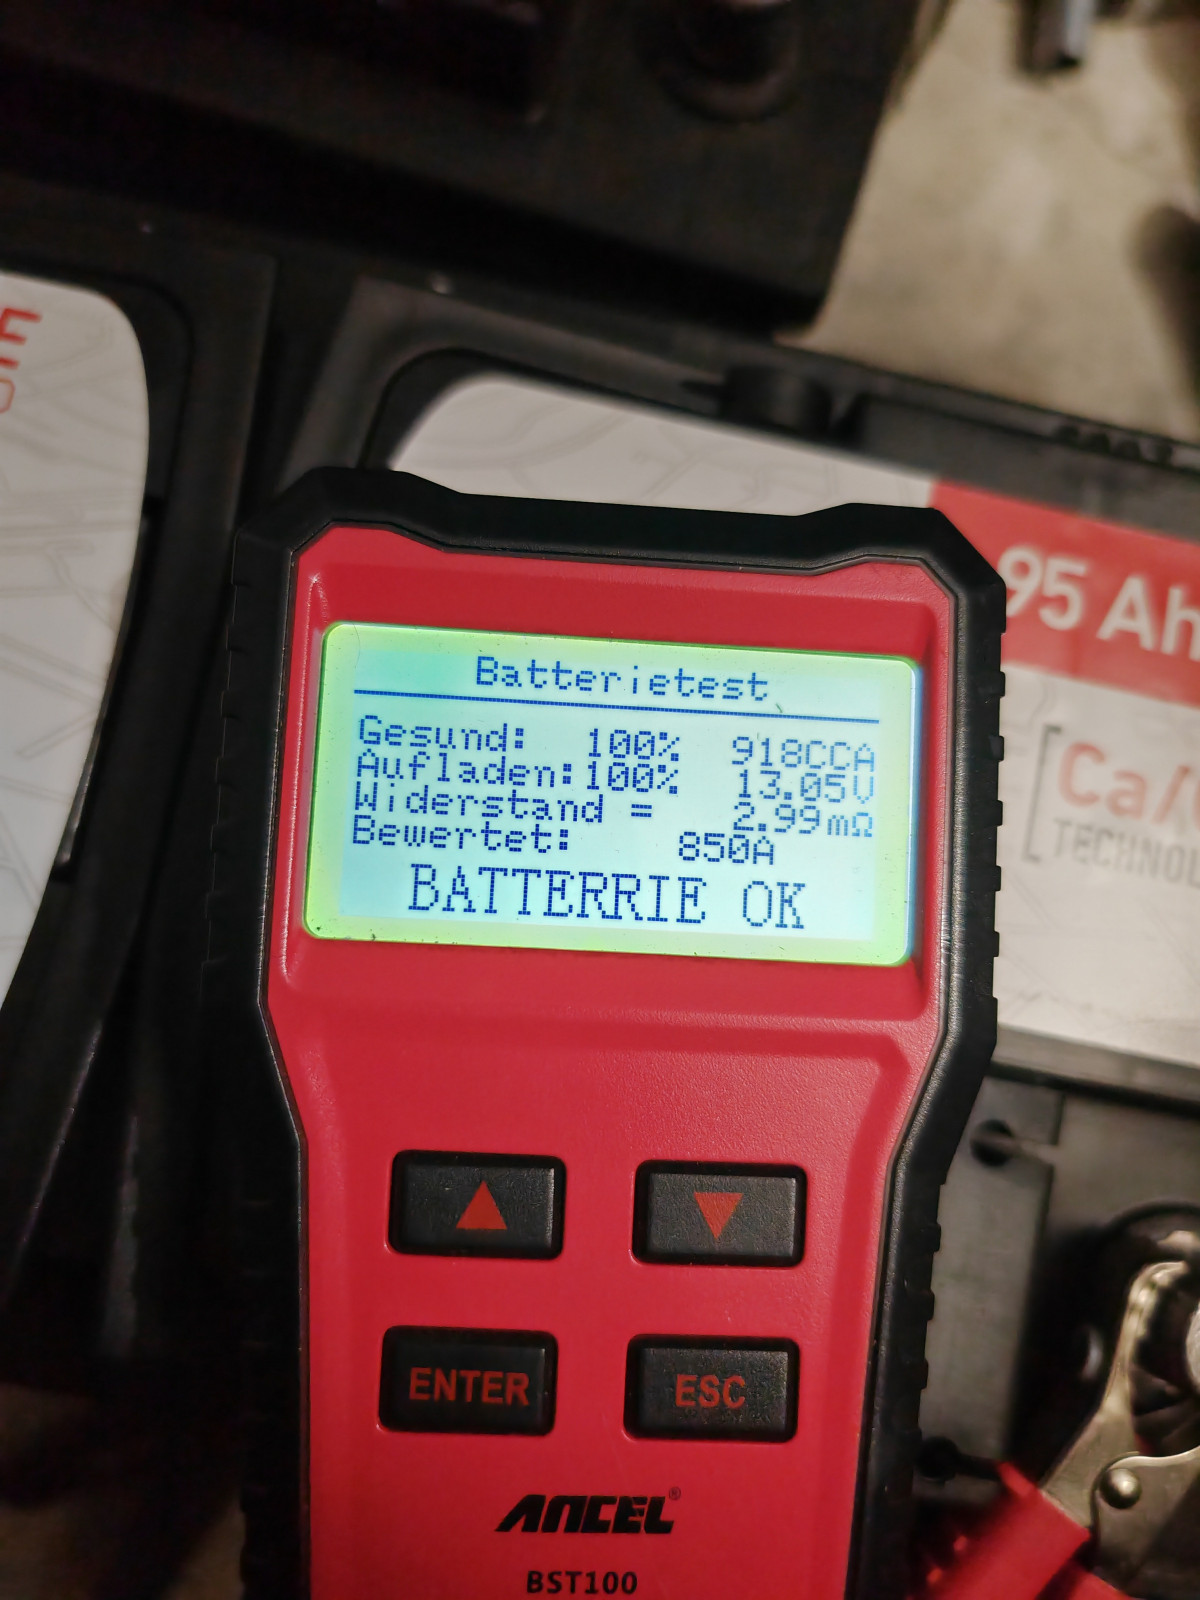 95 Ah
Ca/
TECHNOL
Batterietest
Gesund: 100% 918CCA
Aufladen:100% 13.05V
Widerstand = 2.99mΩ
Bewertet: 850A
BATTERRIE OK
ENTER
ESC
ANCEL®
BST100